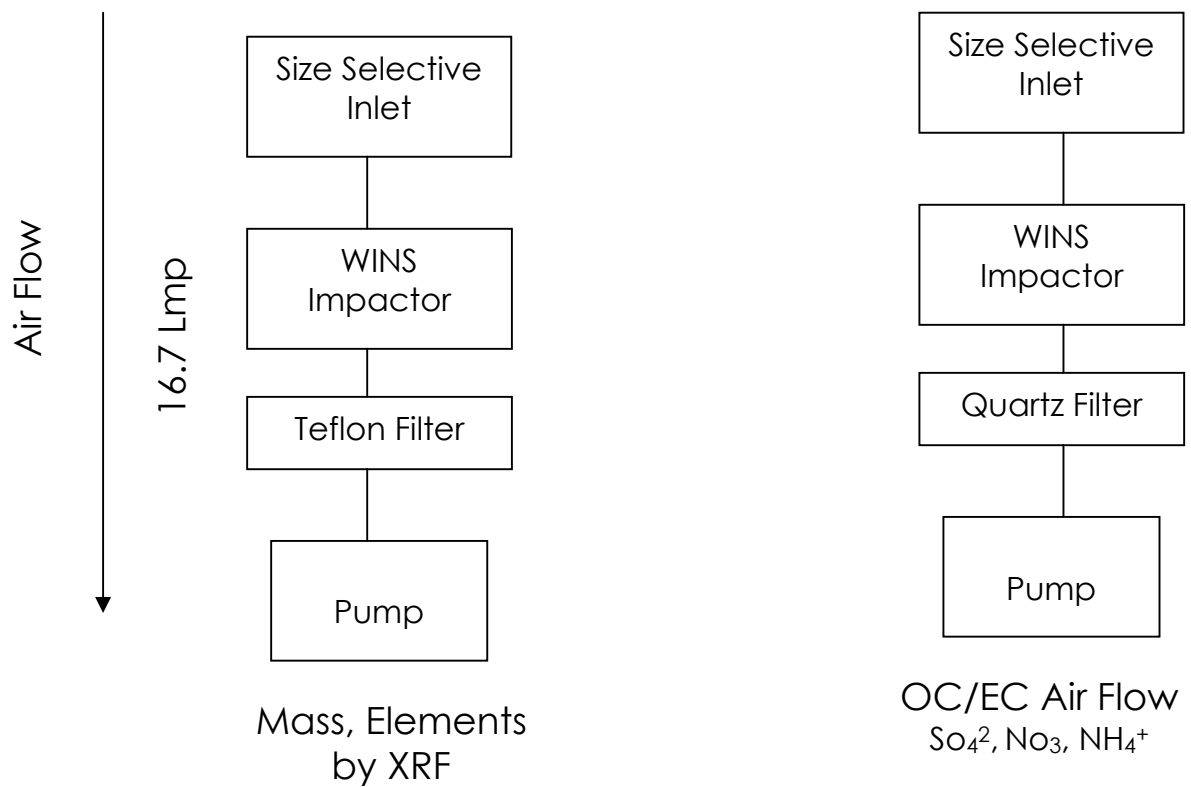 Air Flow
16.7 Lmp
Size Selective
Inlet
WINS
Impactor
Teflon Filter
Pump
Mass, Elements
by XRF
Size Selective
Inlet
WINS
Impactor
Quartz Filter
Pump
OC/EC Air Flow
So₄², No₃, NH₄⁺